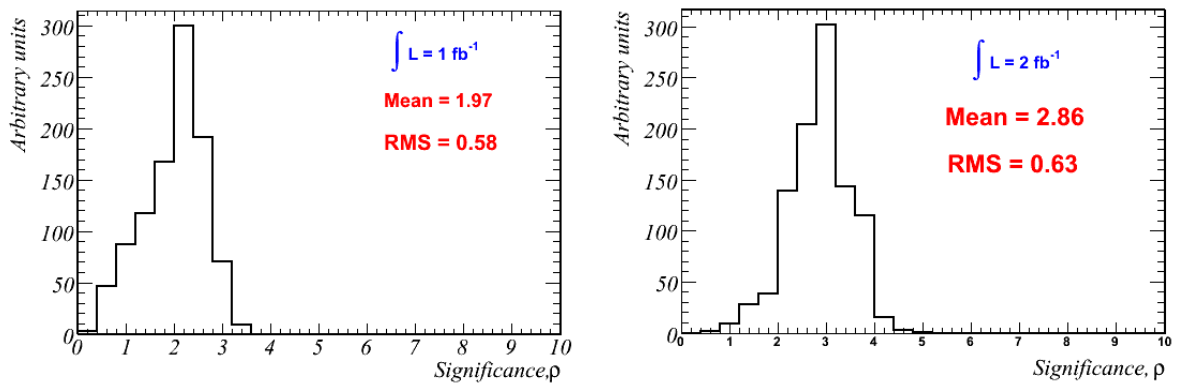 Arbitrary units
300
250
200
150
100
50
0
∫ L = 1 fb⁻¹
Mean = 1.97
RMS = 0.58
0 1 2 3 4 5 6 7 8 9 10
Significance,ρ
Arbitrary units
300
250
200
150
100
50
0
∫ L = 2 fb⁻¹
Mean = 2.86
RMS = 0.63
0 1 2 3 4 5 6 7 8 9 10
Significance, ρ